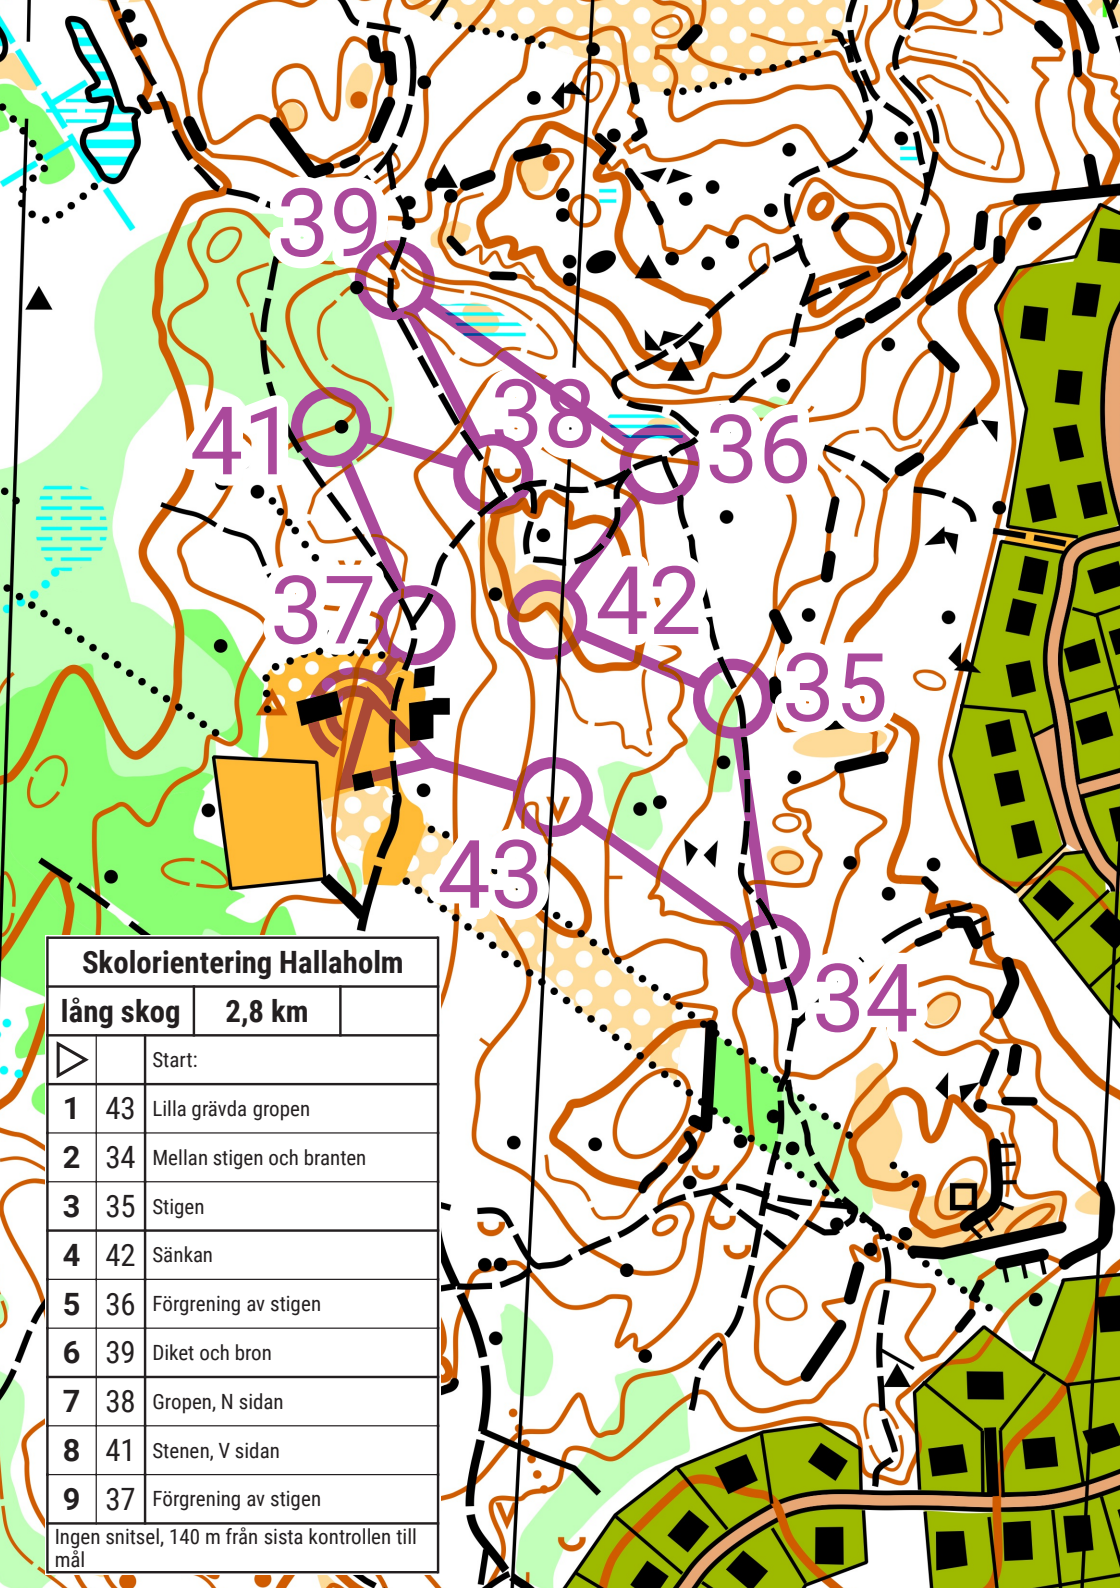 39
38
36
41
42
37
35
43
34
Skolorientering Hallaholm
lång skog 2,8 km
Start:
1 43 Lilla grävda gropen
2 34 Mellan stigen och branten
3 35 Stigen
4 42 Sänkan
5 36 Förgrening av stigen
6 39 Diket och bron
7 38 Gropen, N sidan
8 41 Stenen, V sidan
9 37 Förgrening av stigen
Ingen snitsel, 140 m från sista kontrollen till
mål